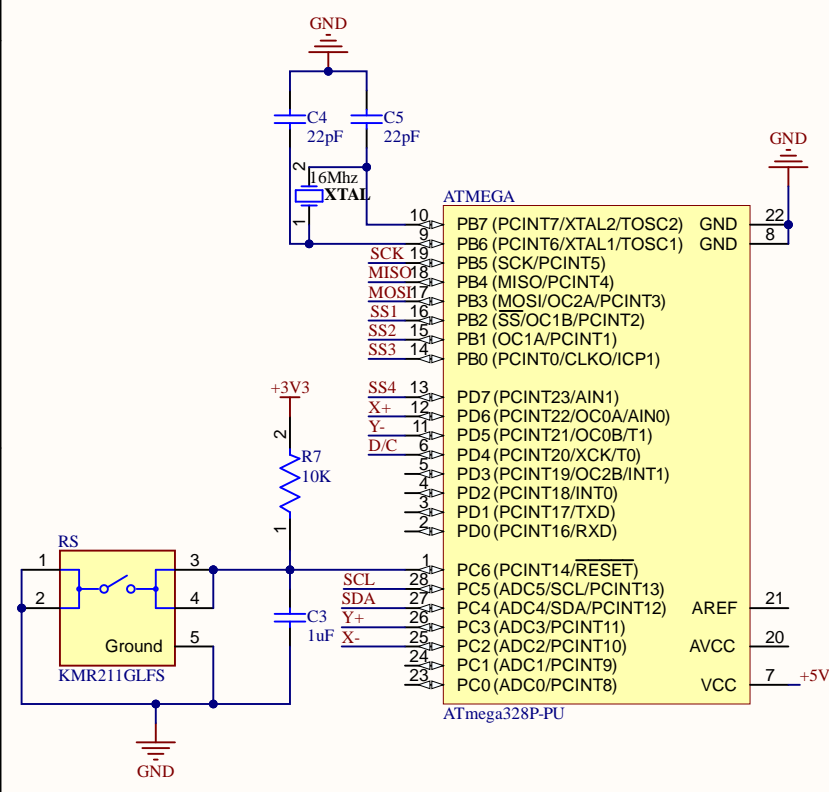 GND
C4
22pF
C5
22pF
2
16Mhz
XTAL
1
GND
ATMEGA
10 PB7 (PCINT7/XTAL2/TOSC2) GND 22
9 PB6 (PCINT6/XTAL1/TOSC1) GND 8
SCK 19 PB5 (SCK/PCINT5)
MISO 18 PB4 (MISO/PCINT4)
MOSI 17 PB3 (MOSI/OC2A/PCINT3)
SS1 16 PB2 (SS/OC1B/PCINT2)
SS2 15 PB1 (OC1A/PCINT1)
SS3 14 PB0 (PCINT0/CLKO/ICP1)
SS4 13 PD7 (PCINT23/AIN1)
X+ 12 PD6 (PCINT22/OC0A/AIN0)
Y- 11 PD5 (PCINT21/OC0B/T1)
D/C 6 PD4 (PCINT20/XCK/T0)
5 PD3 (PCINT19/OC2B/INT1)
4 PD2 (PCINT18/INT0)
3 PD1 (PCINT17/TXD)
2 PD0 (PCINT16/RXD)
1 PC6 (PCINT14/RESET)
SCL 28 PC5 (ADC5/SCL/PCINT13)
SDA 27 PC4 (ADC4/SDA/PCINT12) AREF 21
Y+ 26 PC3 (ADC3/PCINT11)
X- 25 PC2 (ADC2/PCINT10) AVCC 20
24 PC1 (ADC1/PCINT9)
23 PC0 (ADC0/PCINT8) VCC 7 +5V
ATmega328P-PU
+3V3
2
R7
10K
1
RS
1 3
2 4
Ground 5
KMR211GLFS
C3
1uF
GND